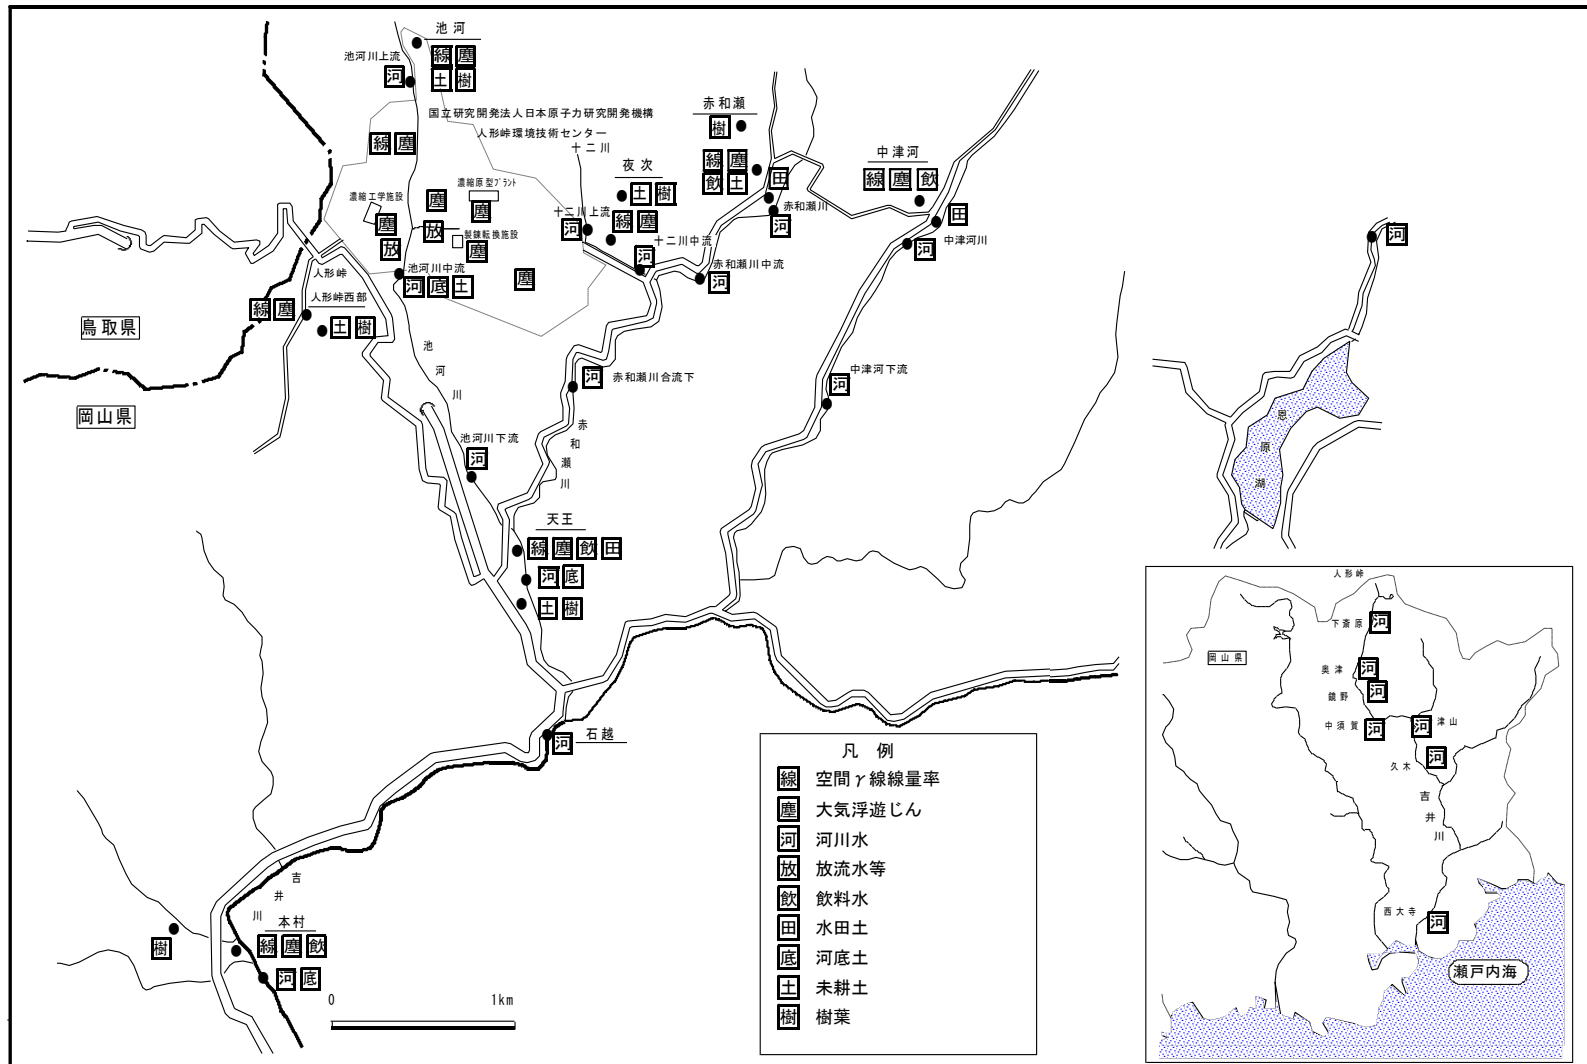 池河
線 塵
土 樹
池河川上流
河
国立研究開発法人日本原子力研究開発機構
人形峠環境技術センター
線 塵
十二川
夜次
土 樹
線 塵
赤和瀬
樹
線 塵
飲 土
田
赤和瀬川
河
中津河
線 塵 飲
田
中津河川
河
河
濃縮工学施設
塵
放
濃縮原型プラント
塵
塵
放
製錬転換施設
塵
塵
十二川上流
河
十二川中流
河
赤和瀬川中流
河
池河川中流
河 底 土
人形峠
人形峠西部
線 塵
土 樹
鳥取県
岡山県
池河川
河
赤和瀬川合流下
中津河下流
河
赤和瀬川
池河川下流
河
恩原湖
天王
線 塵 飲 田
河 底
土 樹
石越
河
吉井川
本村
線 塵 飲
樹
河 底
0 1km
凡例
線 空間γ線線量率
塵 大気浮遊じん
河 河川水
放 放流水等
飲 飲料水
田 水田土
底 河底土
土 未耕土
樹 樹葉
人形峠
下斎原
河
岡山県
奥津
河
鏡野
河
中須賀
河
河
津山
久木
河
吉井川
西大寺
河
瀬戸内海